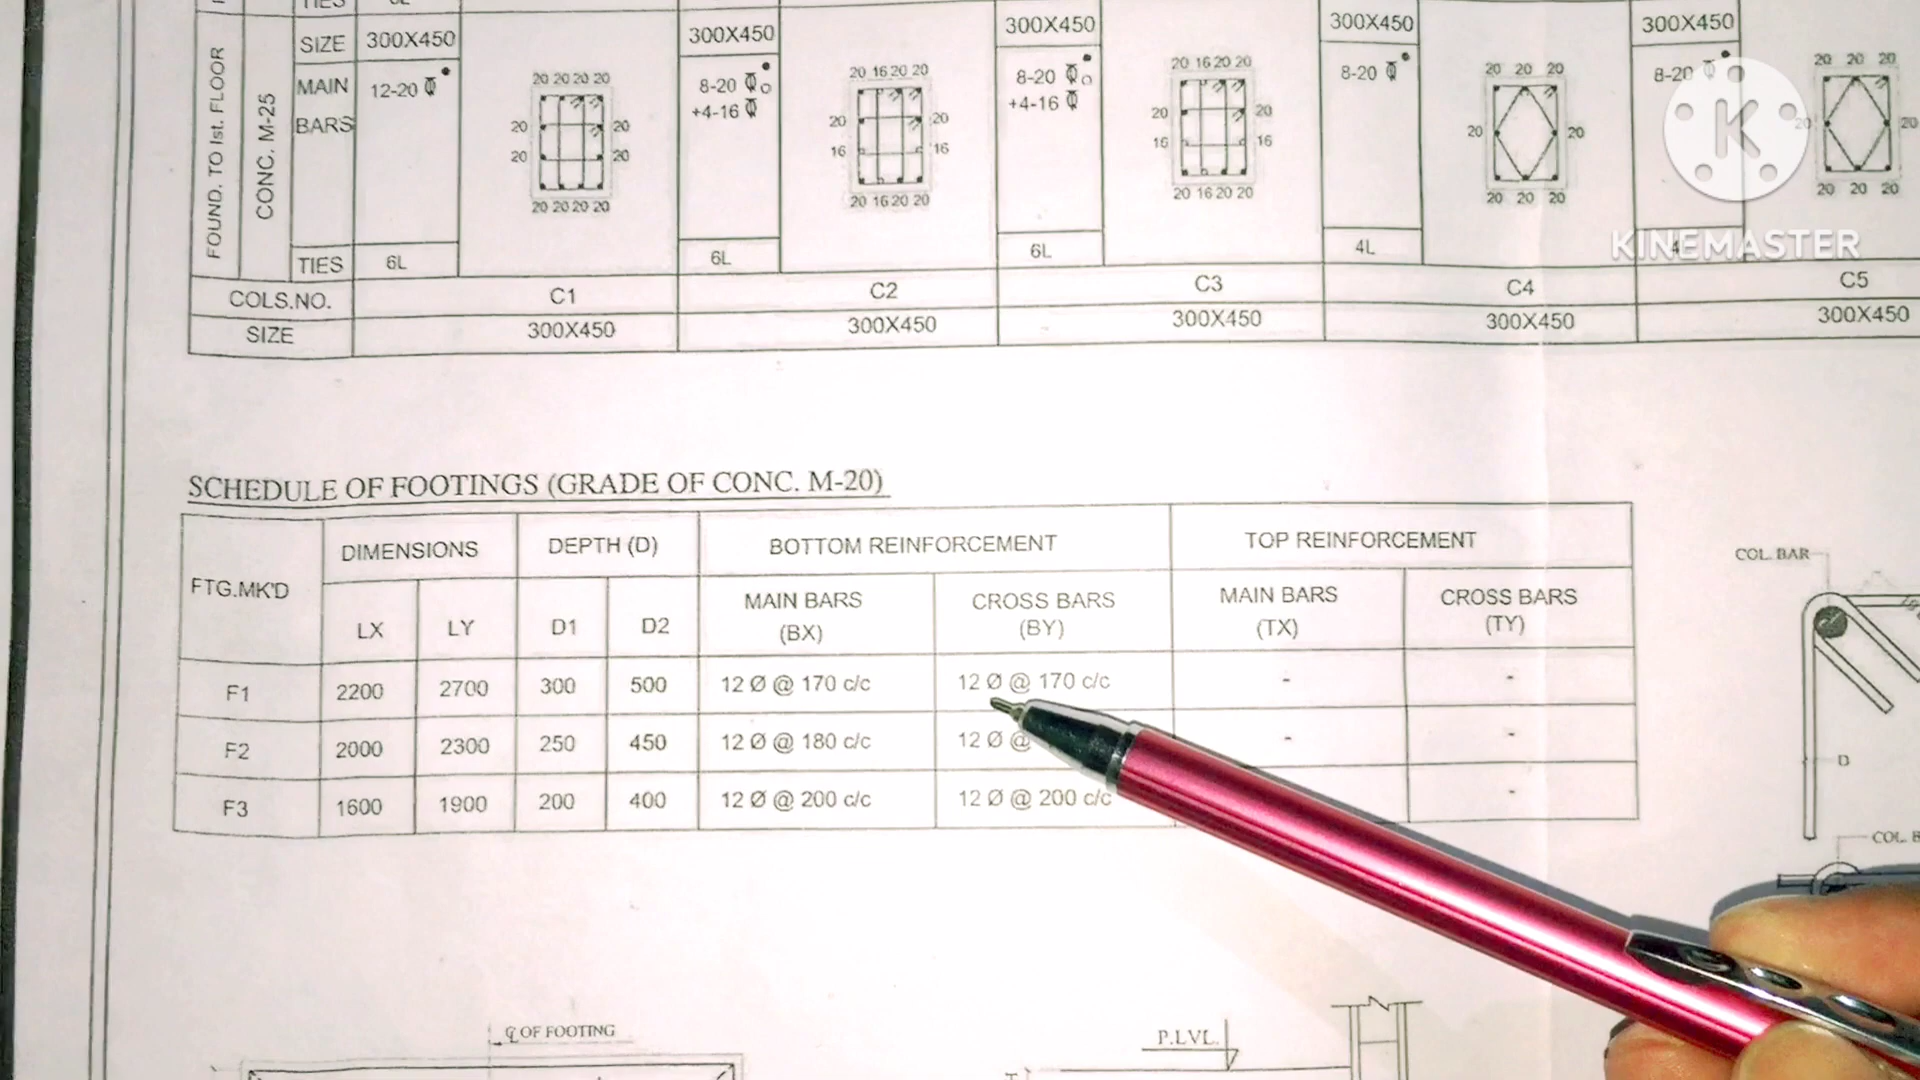 TIES
SIZE 300X450 300X450 300X450 300X450 300X450
FOUND. TO 1st. FLOOR
CONC. M-25
MAIN BARS
12-20
8-20
+4-16
8-20
+4-16
8-20
8-20
20 20 20 20
20 20
20 20
20 20 20 20
20 16 20 20
20 20
16 16
20 16 20 20
20 16 20 20
20 20
16 16
20 16 20 20
20 20 20
20 20
20 20 20
20 20 20
20 20
20 20 20
K
KINEMASTER
TIES 6L 6L 6L 4L
COLS.NO. C1 C2 C3 C4 C5
SIZE 300X450 300X450 300X450 300X450 300X450
SCHEDULE OF FOOTINGS (GRADE OF CONC. M-20)
FTG.MK'D DIMENSIONS DEPTH (D) BOTTOM REINFORCEMENT TOP REINFORCEMENT
LX LY D1 D2 MAIN BARS (BX) CROSS BARS (BY) MAIN BARS (TX) CROSS BARS (TY)
F1 2200 2700 300 500 12 Ø @ 170 c/c 12 Ø @ 170 c/c - -
F2 2000 2300 250 450 12 Ø @ 180 c/c 12 Ø @ - -
F3 1600 1900 200 400 12 Ø @ 200 c/c 12 Ø @ 200 c/c -
COL. BAR
D
COL. B
℄ OF FOOTING
P.LVL.